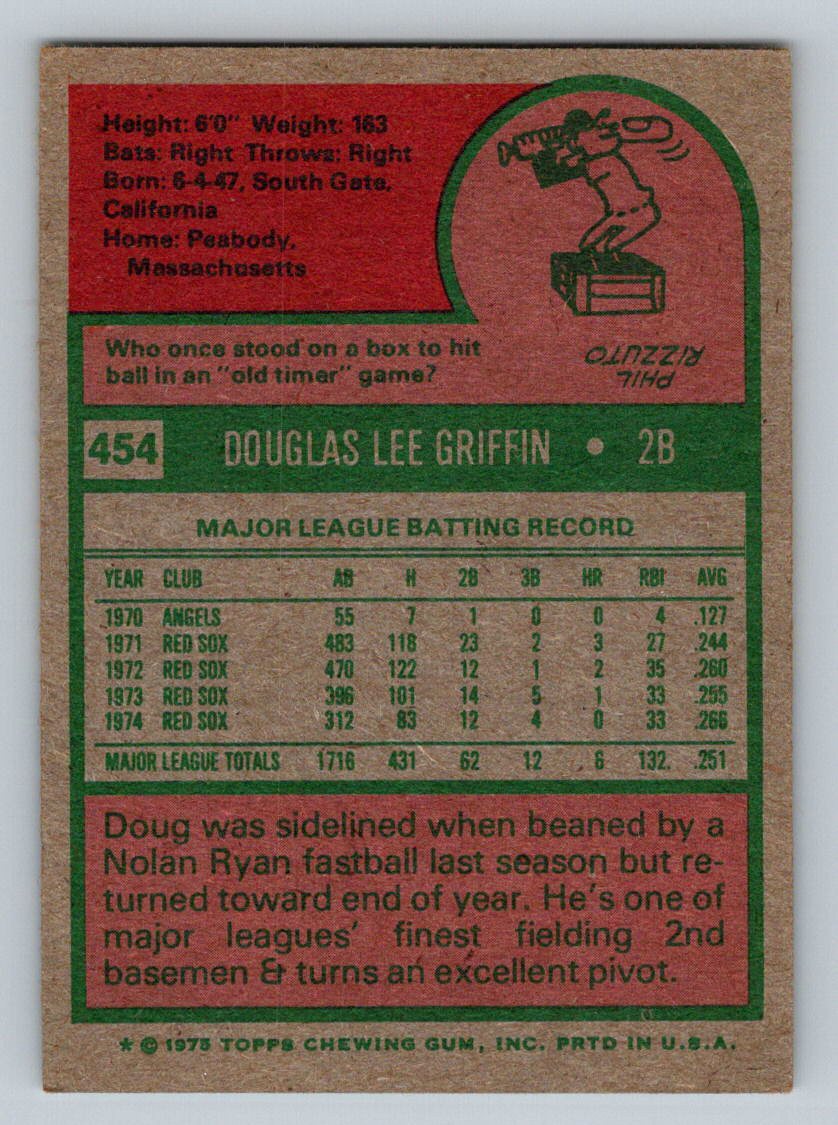 Height: 6'0" Weight: 163
Bats: Right Throws: Right
Born: 6-4-47, South Gate,
California
Home: Peabody,
Massachusetts
Who once stood on a box to hit
ball in an "old timer" game?
PHIL
RIZZUTO
454 DOUGLAS LEE GRIFFIN • 2B
MAJOR LEAGUE BATTING RECORD
YEAR CLUB AB H 2B 3B HR RBI AVG
1970 ANGELS 55 7 1 0 0 4 .127
1971 RED SOX 483 118 23 2 3 27 .244
1972 RED SOX 470 122 12 1 2 35 .260
1973 RED SOX 396 101 14 5 1 33 .255
1974 RED SOX 312 83 12 4 0 33 .266
MAJOR LEAGUE TOTALS 1716 431 62 12 6 132 .251
Doug was sidelined when beaned by a
Nolan Ryan fastball last season but re-
turned toward end of year. He's one of
major leagues' finest fielding 2nd
basemen & turns an excellent pivot.
* © 1975 TOPPS CHEWING GUM, INC. PRTD IN U.S.A.